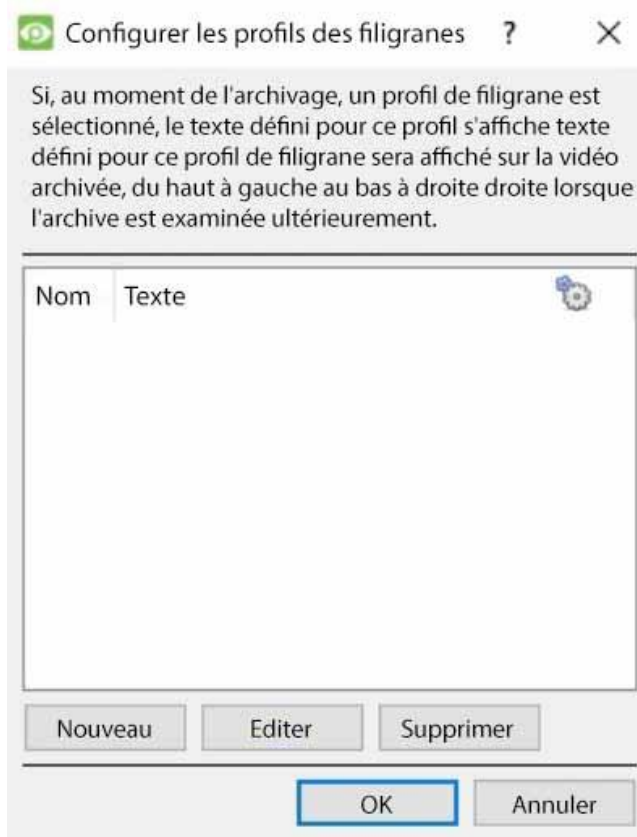 Configurer les profils des filigranes ?
Si, au moment de l'archivage, un profil de filigrane est
sélectionné, le texte défini pour ce profil s'affiche texte
défini pour ce profil de filigrane sera affiché sur la vidéo
archivée, du haut à gauche au bas à droite droite lorsque
l'archive est examinée ultérieurement.
Nom Texte
Nouveau Editer Supprimer
OK Annuler